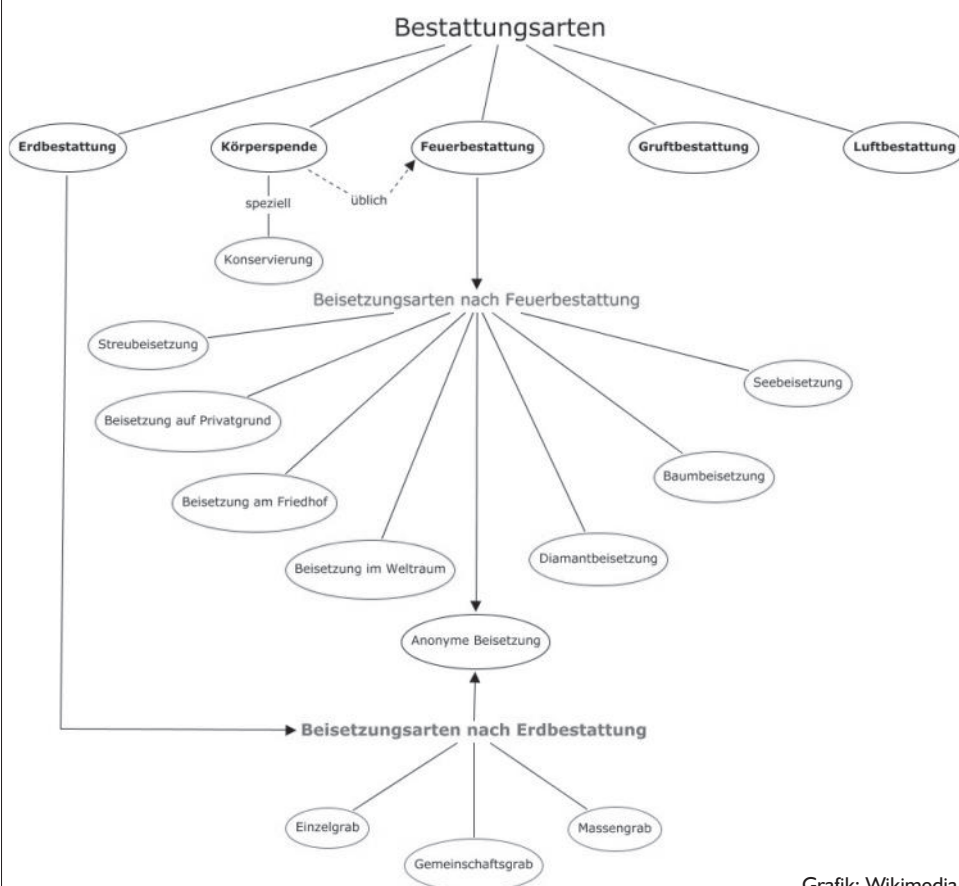 Bestattungsarten
Erdbestattung
Körperspende
Feuerbestattung
Gruftbestattung
Luftbestattung
speziell
üblich
Konservierung
Beisetzungsarten nach Feuerbestattung
Streubeisetzung
Seebeisetzung
Beisetzung auf Privatgrund
Baumbeisetzung
Beisetzung am Friedhof
Diamantbeisetzung
Beisetzung im Weltraum
Anonyme Beisetzung
Beisetzungsarten nach Erdbestattung
Einzelgrab
Massengrab
Gemeinschaftsgrab
Grafik: Wikimedia